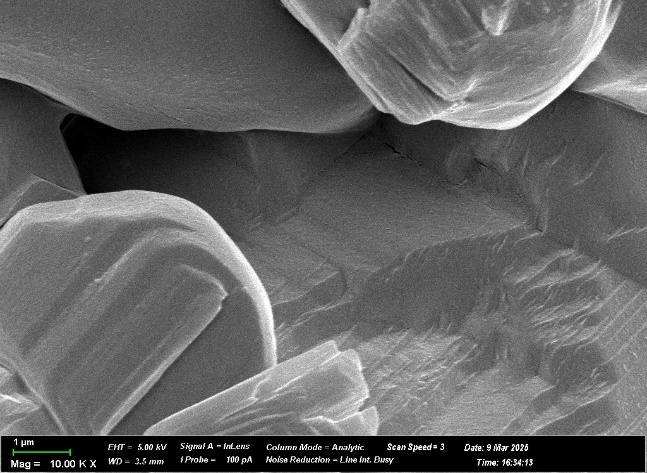 1 µm
Mag = 10.00 K X
EHT = 5.00 kV
WD = 3.5 mm
Signal A = InLens
I Probe = 100 pA
Column Mode = Analytic
Noise Reduction = Line Int. Busy
Scan Speed = 3
Date: 9 Mar 2025
Time: 16:34:13